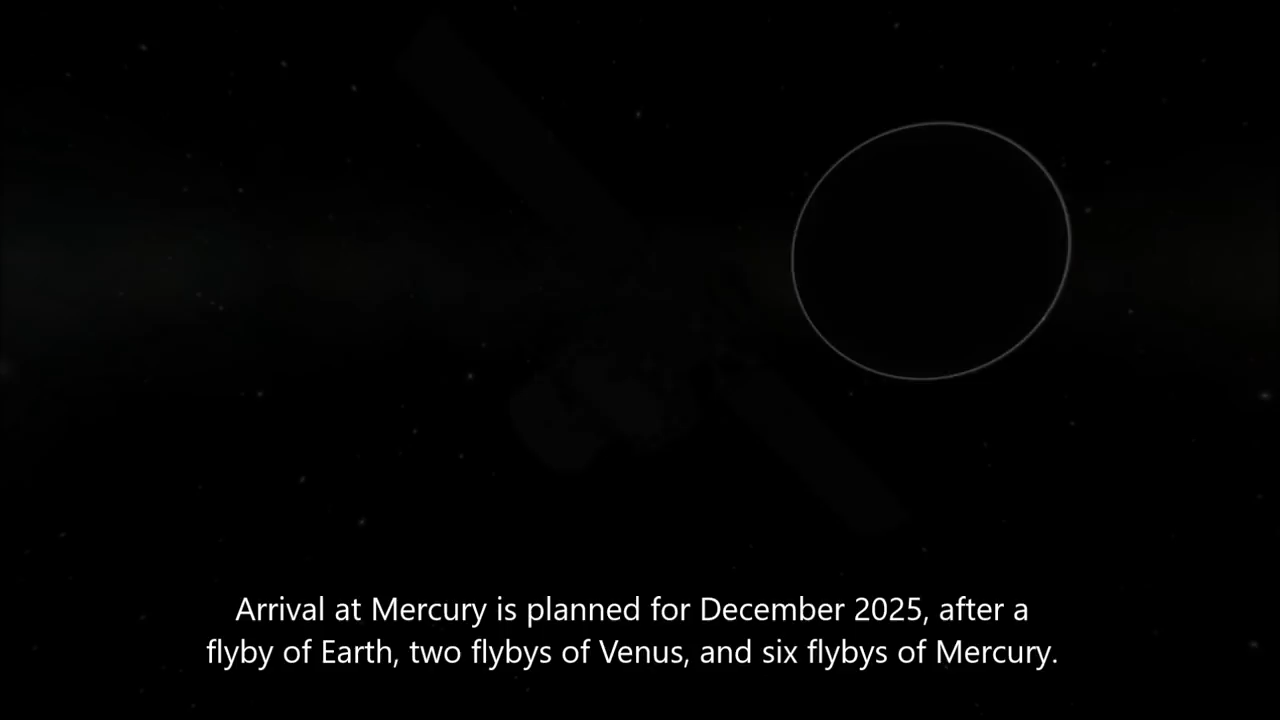 Arrival at Mercury is planned for December 2025, after a
flyby of Earth, two flybys of Venus, and six flybys of Mercury.